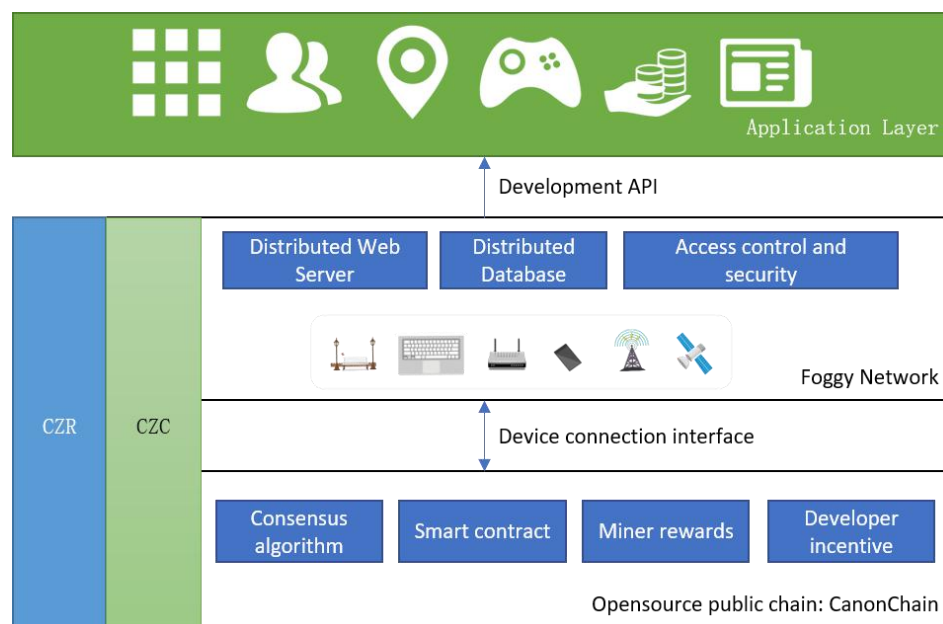 Application Layer
Development API
Distributed Web
Server
Distributed
Database
Access control and
security
Foggy Network
CZR
CZC
Device connection interface
Consensus
algorithm
Smart contract
Miner rewards
Developer
incentive
Opensource public chain: CanonChain